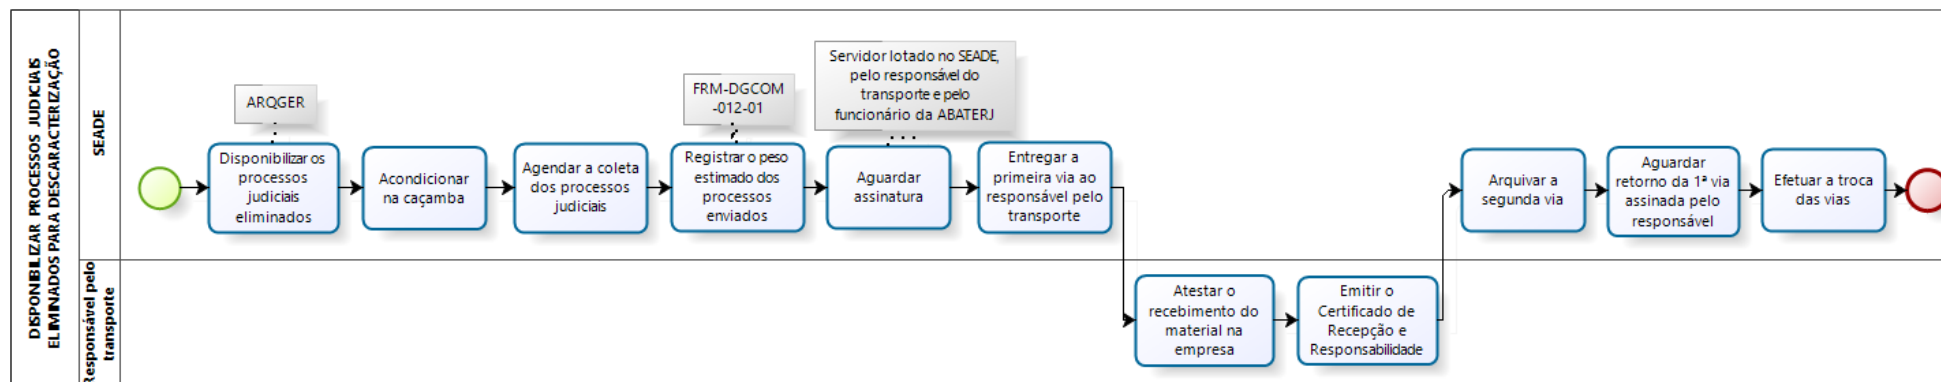 DISPONIBILIZAR PROCESSOS JUDICIAIS
ELIMINADOS PARA DESCARACTERIZAÇÃO
SEADE
ARQGER
Disponibilizar os
processos
judiciais
eliminados
Acondicionar
na caçamba
Agendar a coleta
dos processos
judiciais
FRM-DGCOM
-012-01
Registrar o peso
estimado dos
processos
enviados
Servidor lotado no SEADE,
pelo responsável do
transporte e pelo
funcionário da ABATERJ
Aguardar
assinatura
Entregar a
primeira via ao
responsável pelo
transporte
Arquivar a
segunda via
Aguardar
retorno da 1ª via
assinada pelo
responsável
Efetuar a troca
das vias
Responsável pelo
transporte
Atestar o
recebimento do
material na
empresa
Emitir o
Certificado de
Recepção e
Responsabilidade